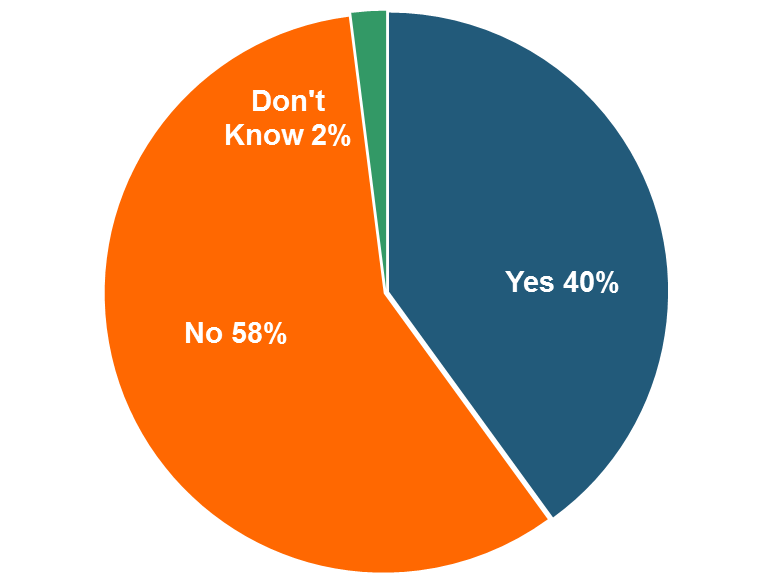 Don't
Know 2%
Yes 40%
No 58%